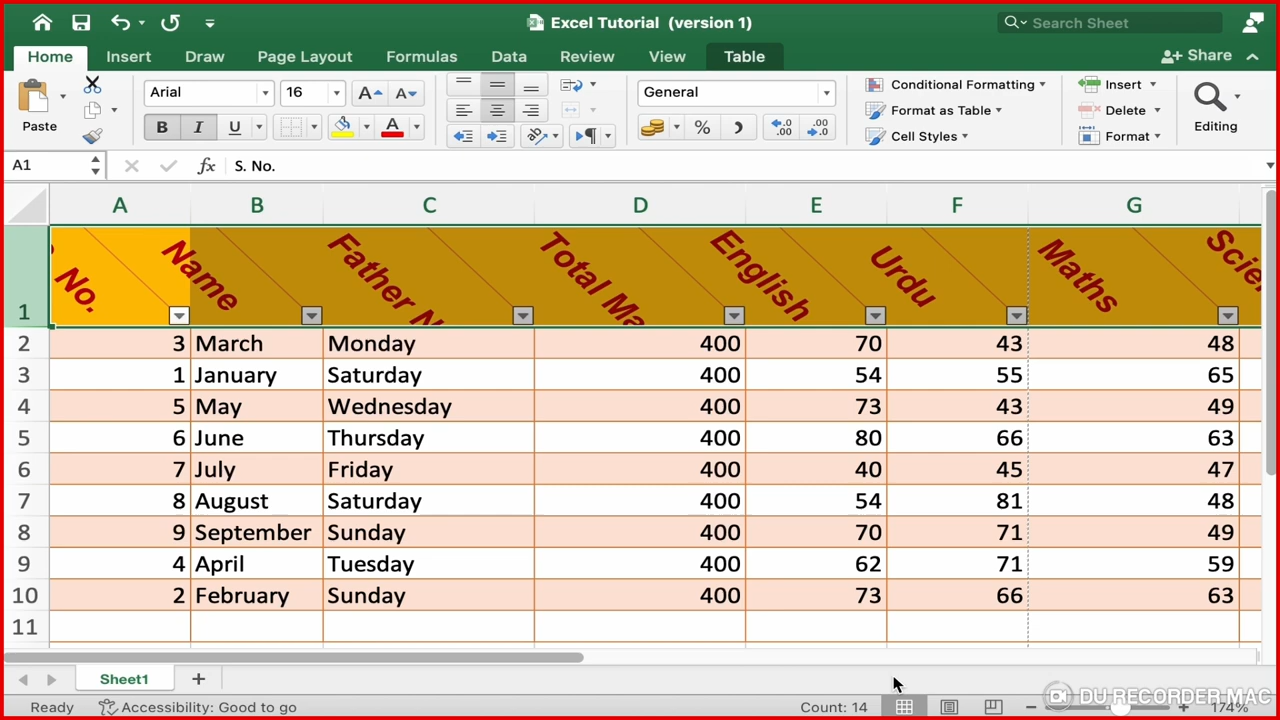 Excel Tutorial (version 1)
Search Sheet
Home Insert Draw Page Layout Formulas Data Review View Table Share
Paste
Arial 16 General
B I U
Conditional Formatting
Format as Table
Cell Styles
Insert
Delete
Format
Editing
A1 fx S. No.
A B C D E F G
1 No. Name Father Total English Urdu Maths
2 3 March Monday 400 70 43 48
3 1 January Saturday 400 54 55 65
4 5 May Wednesday 400 73 43 49
5 6 June Thursday 400 80 66 63
6 7 July Friday 400 40 45 47
7 8 August Saturday 400 54 81 48
8 9 September Sunday 400 70 71 49
9 4 April Tuesday 400 62 71 59
10 2 February Sunday 400 73 66 63
11
Sheet1
Ready Accessibility: Good to go Count: 14 174%
DU RECORDER MAC